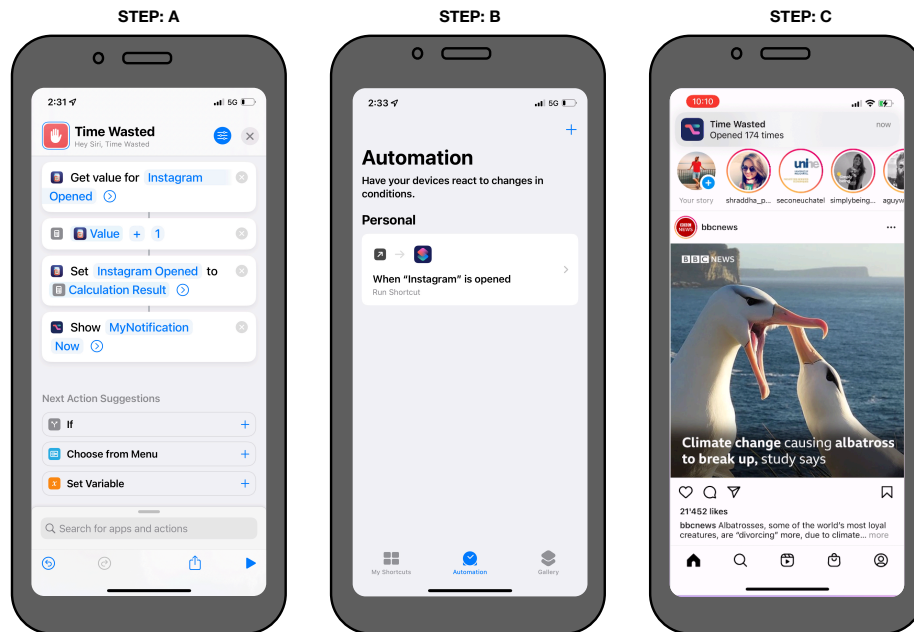 STEP: A
2:31
5G
Time Wasted
Hey Siri, Time Wasted
Get value for Instagram
Opened
Value + 1
Set Instagram Opened to
Calculation Result
Show MyNotification
Now
Next Action Suggestions
If
Choose from Menu
Set Variable
Search for apps and actions
STEP: B
2:33
5G
Automation
Have your devices react to changes in
conditions.
Personal
When “Instagram” is opened
Run Shortcut
My Shortcuts Automation Gallery
STEP: C
10:10
Time Wasted now
Opened 174 times
unine
Your story shraddha_p... seconeuchatel simplybeing... aguyw
BBC
NEWS
bbcnews
BBC NEWS
Climate change causing albatross
to break up, study says
21'452 likes
bbcnews Albatrosses, some of the world's most loyal
creatures, are “divorcing” more, due to climate... more